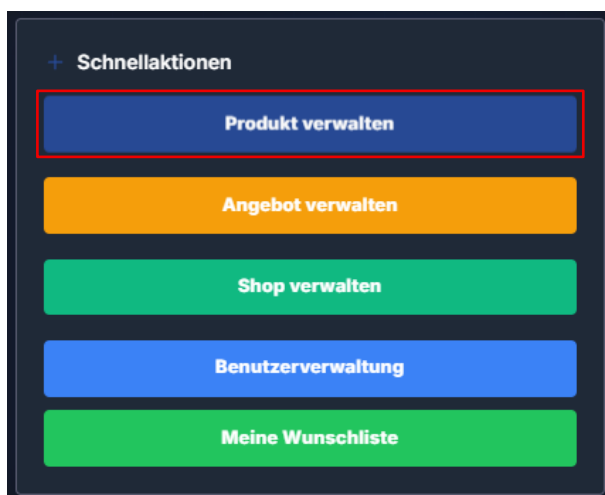 Schnellaktionen
Produkt verwalten
Angebot verwalten
Shop verwalten
Benutzerverwaltung
Meine Wunschliste